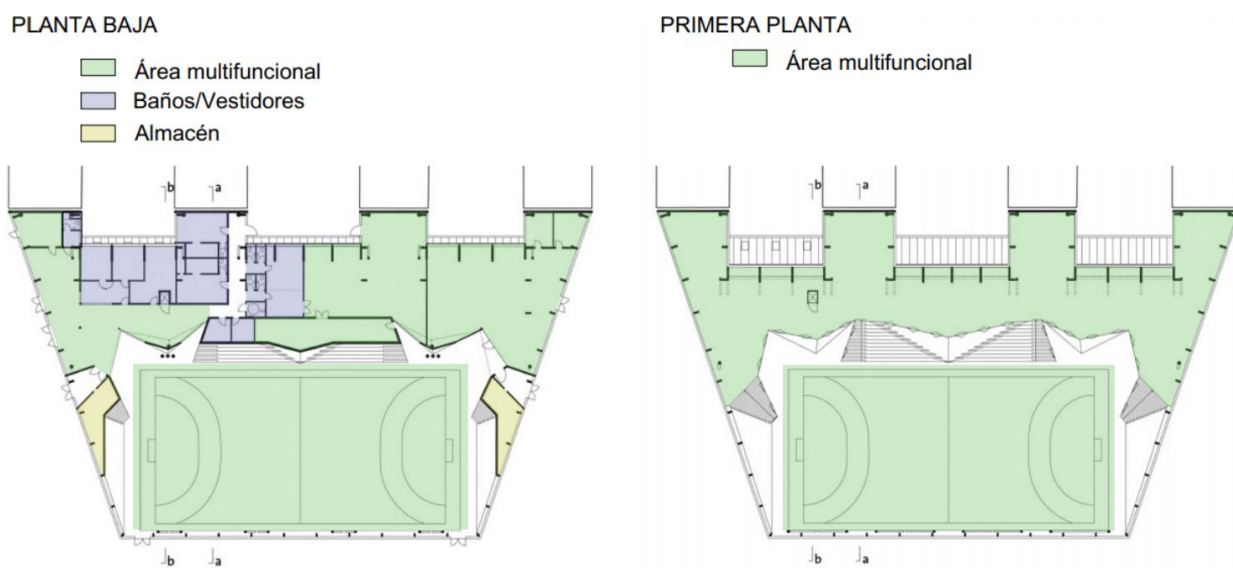 PLANTA BAJA
Área multifuncional
Baños/Vestidores
Almacén
b
a
b
a
PRIMERA PLANTA
Área multifuncional
b
a
b
a